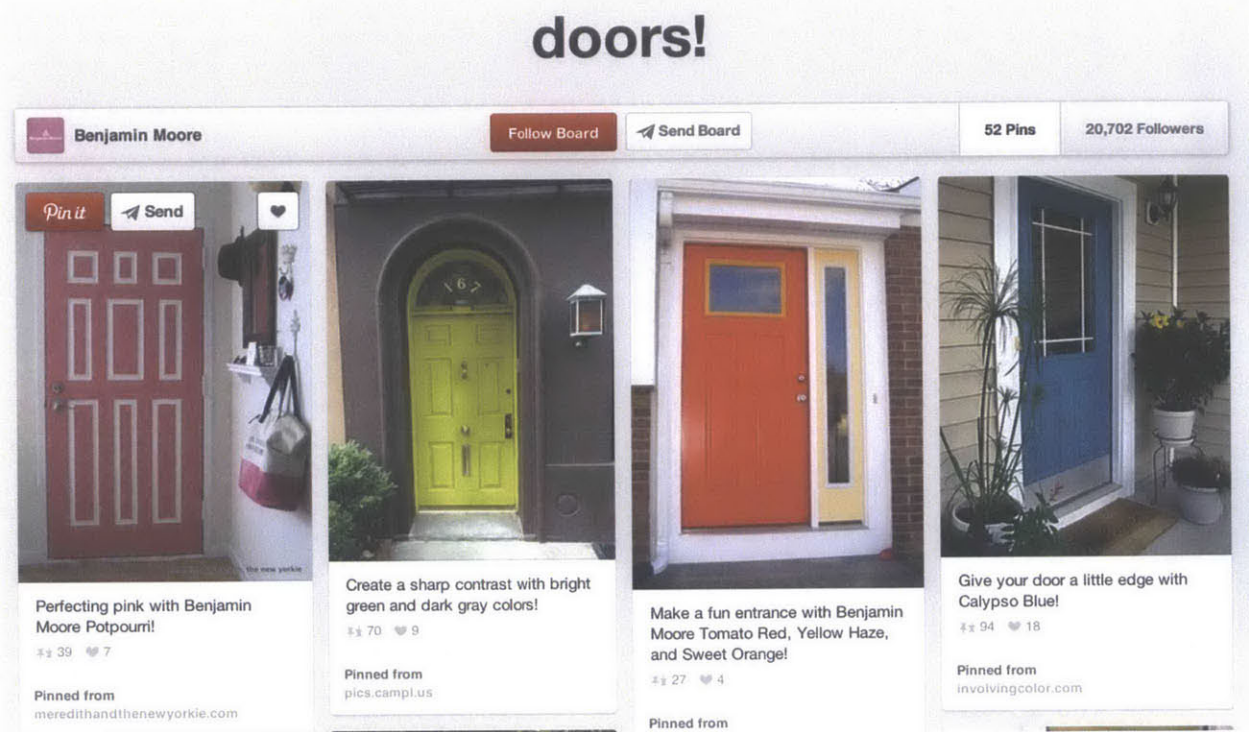 doors!
Benjamin Moore
Follow Board
Send Board
52 Pins
20,702 Followers
Pin it
Send
the new yorkie
Perfecting pink with Benjamin
Moore Potpourri!
39 7
Pinned from
meredithandthenewyorkie.com
167
Create a sharp contrast with bright
green and dark gray colors!
70 9
Pinned from
pics.campl.us
Make a fun entrance with Benjamin
Moore Tomato Red, Yellow Haze,
and Sweet Orange!
27 4
Pinned from
Give your door a little edge with
Calypso Blue!
94 18
Pinned from
involvingcolor.com